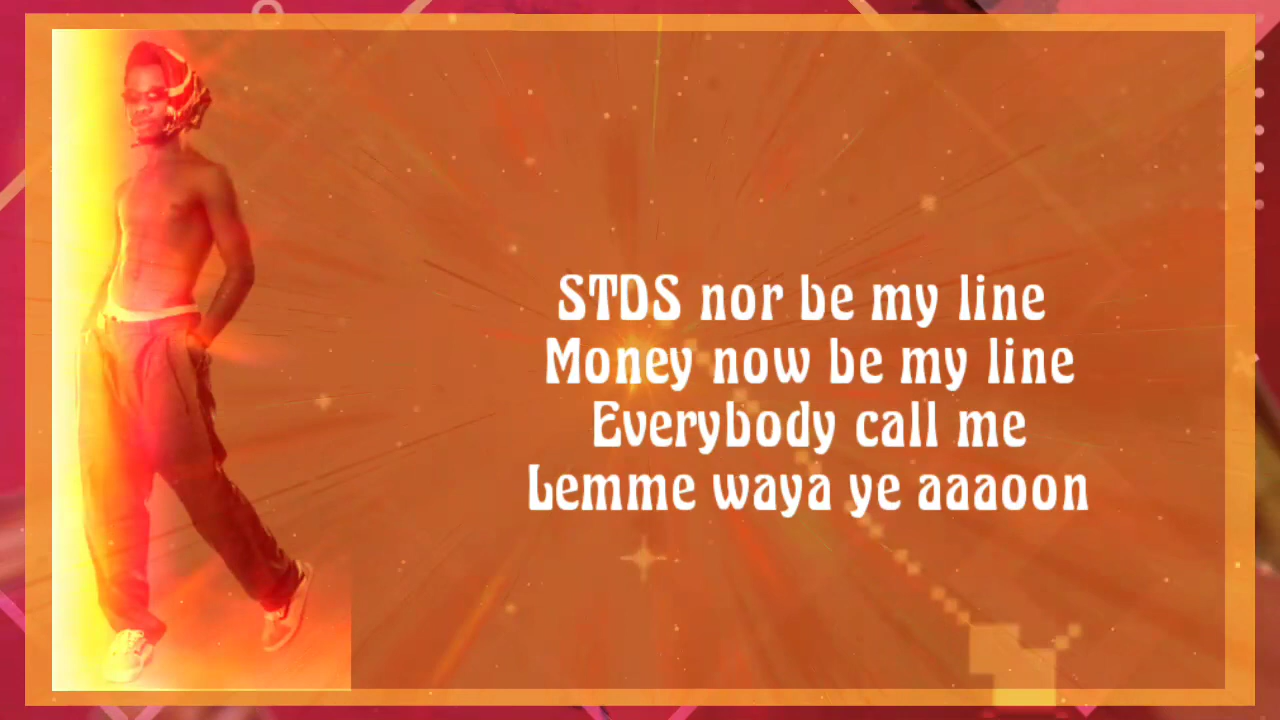 STDS nor be my line
Money now be my line
Everybody call me
Lemme waya ye aaaoon